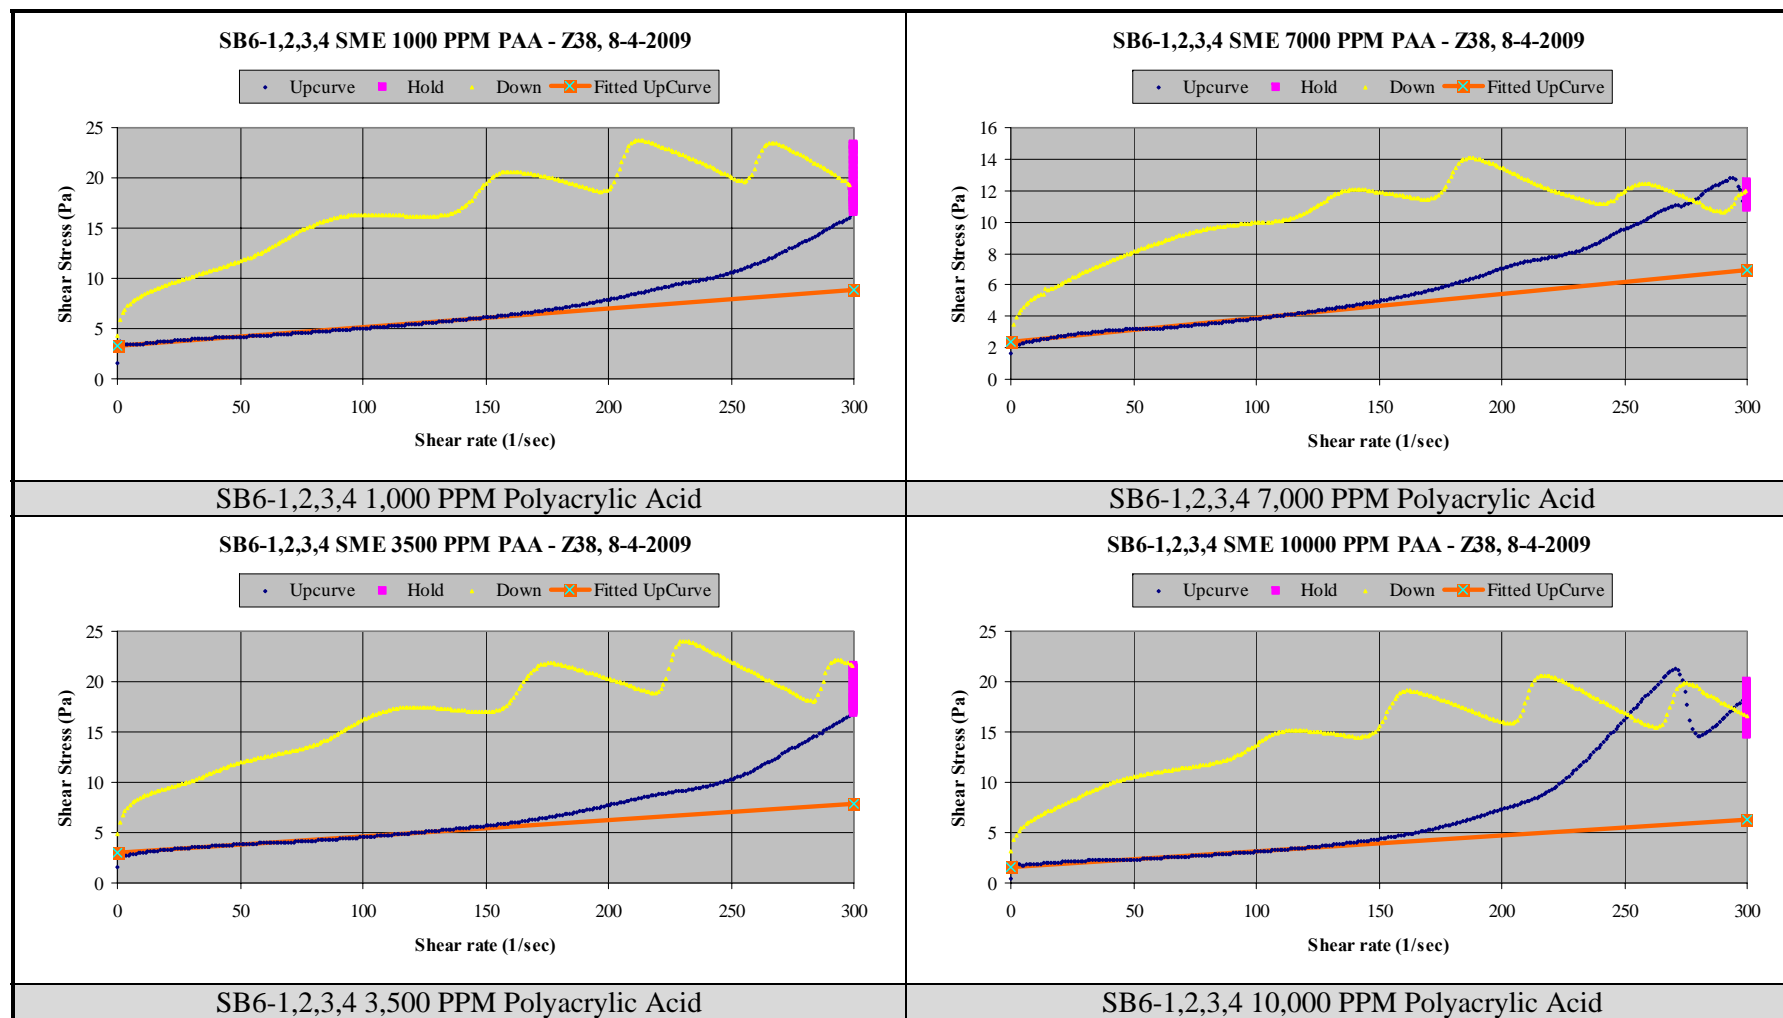 SB6-1,2,3,4 SME 1000 PPM PAA - Z38, 8-4-2009
Upcurve Hold Down Fitted UpCurve
Shear Stress (Pa)
25
20
15
10
5
0
0 50 100 150 200 250 300
Shear rate (1/sec)
SB6-1,2,3,4 1,000 PPM Polyacrylic Acid
SB6-1,2,3,4 SME 7000 PPM PAA - Z38, 8-4-2009
Upcurve Hold Down Fitted UpCurve
Shear Stress (Pa)
16
14
12
10
8
6
4
2
0
0 50 100 150 200 250 300
Shear rate (1/sec)
SB6-1,2,3,4 7,000 PPM Polyacrylic Acid
SB6-1,2,3,4 SME 3500 PPM PAA - Z38, 8-4-2009
Upcurve Hold Down Fitted UpCurve
Shear Stress (Pa)
25
20
15
10
5
0
0 50 100 150 200 250 300
Shear rate (1/sec)
SB6-1,2,3,4 3,500 PPM Polyacrylic Acid
SB6-1,2,3,4 SME 10000 PPM PAA - Z38, 8-4-2009
Upcurve Hold Down Fitted UpCurve
Shear Stress (Pa)
25
20
15
10
5
0
0 50 100 150 200 250 300
Shear rate (1/sec)
SB6-1,2,3,4 10,000 PPM Polyacrylic Acid